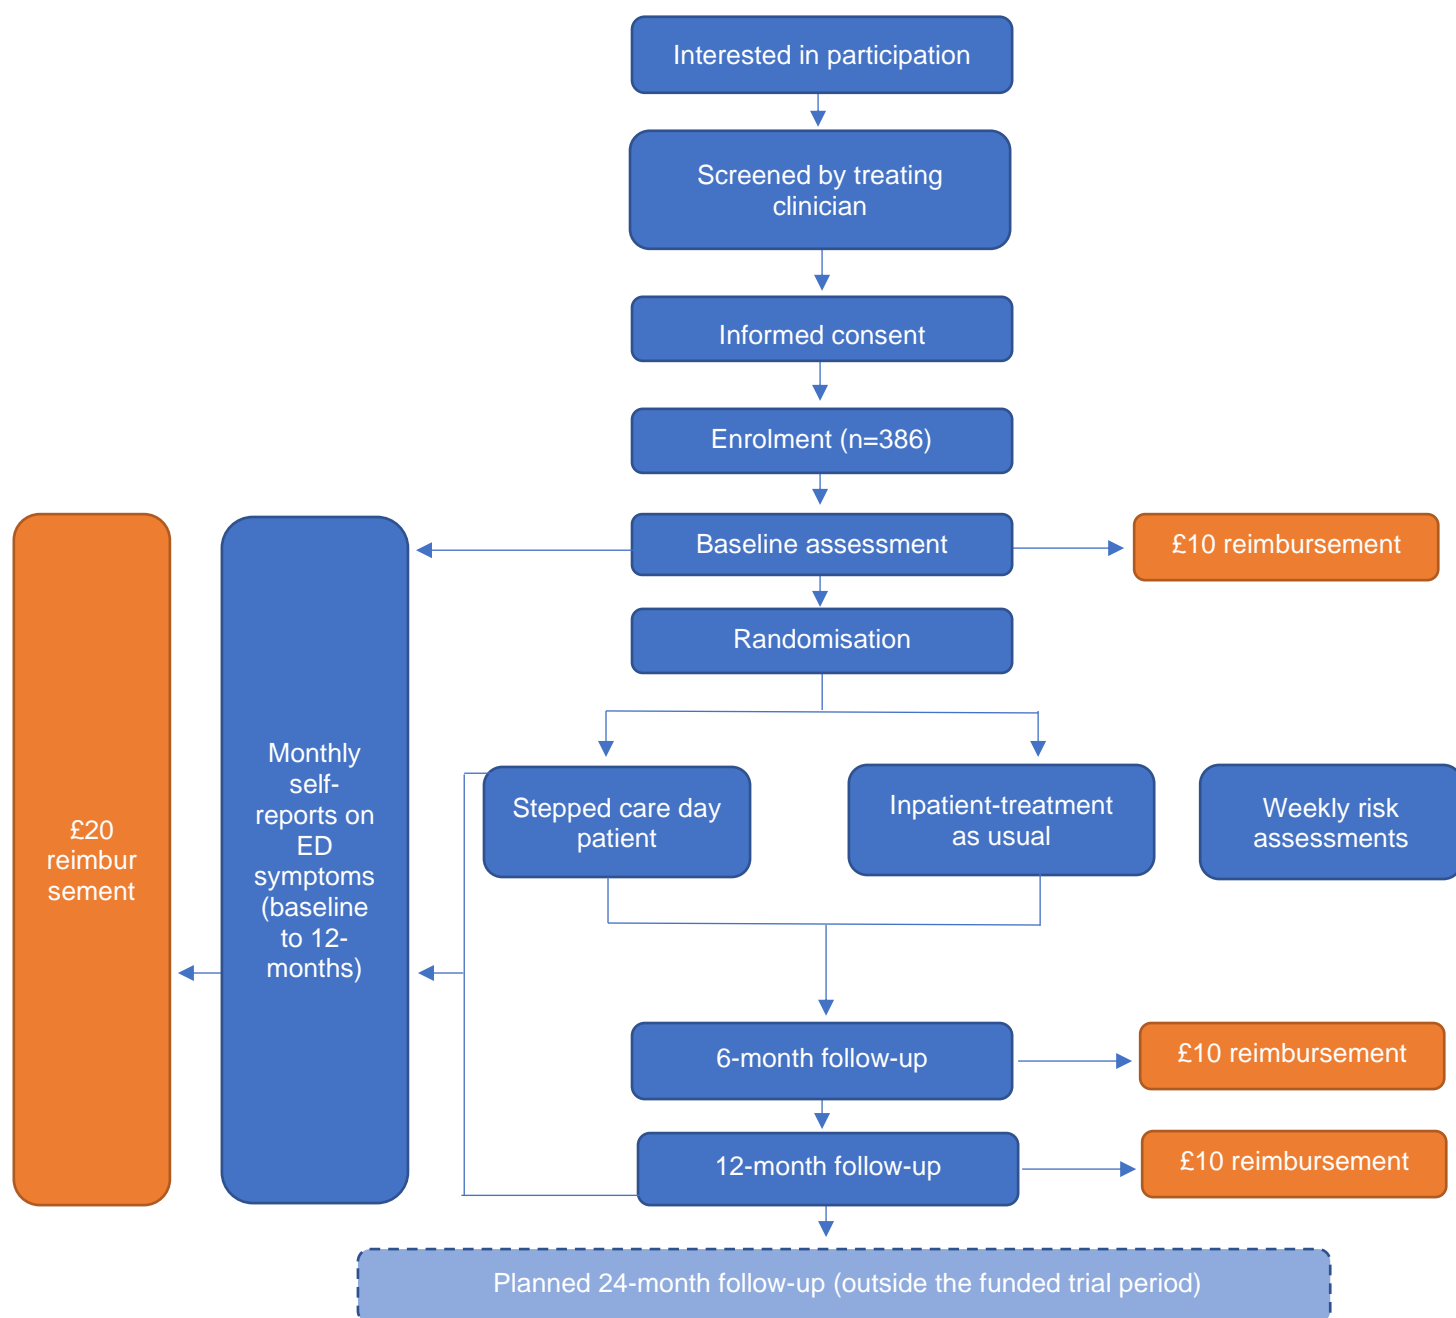 Interested in participation
Screened by treating
clinician
Informed consent
Enrolment (n=386)
Baseline assessment
£10 reimbursement
Randomisation
£20
reimbur
sement
Monthly
self-
reports on
ED
symptoms
(baseline
to 12-
months)
Stepped care day
patient
Inpatient-treatment
as usual
Weekly risk
assessments
6-month follow-up
£10 reimbursement
12-month follow-up
£10 reimbursement
Planned 24-month follow-up (outside the funded trial period)